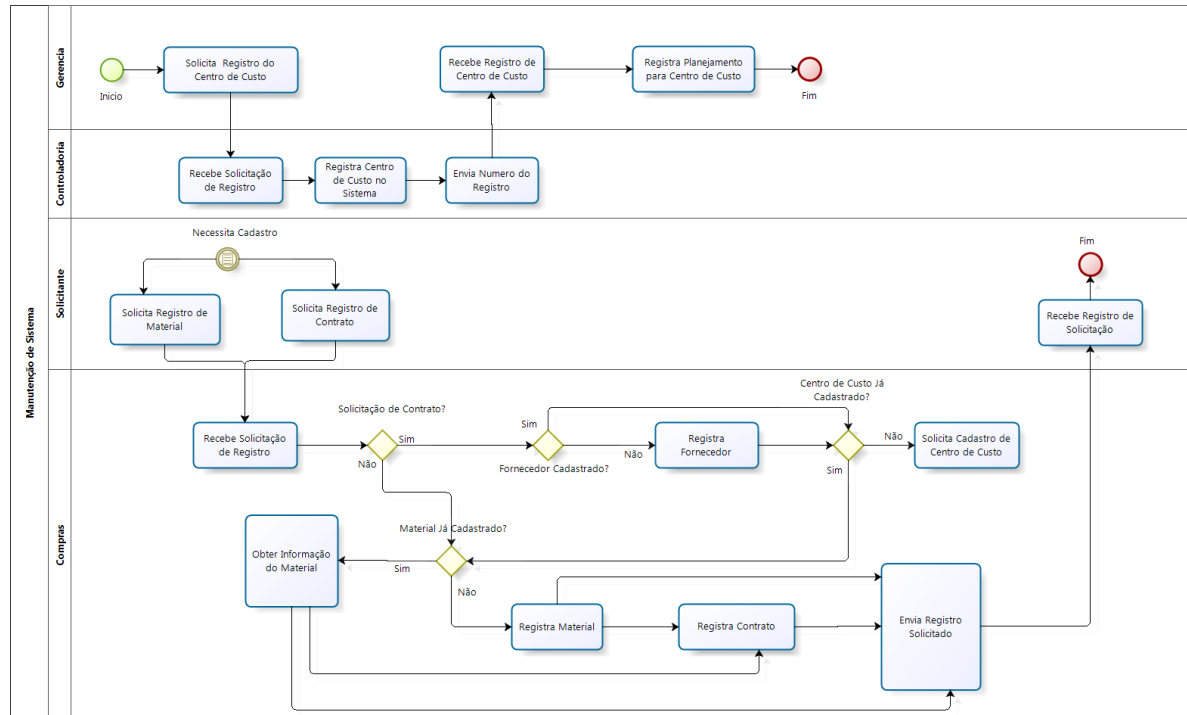 Manutenção de Sistema
Gerencia
Inicio
Solicita Registro do
Centro de Custo
Recebe Registro de
Centro de Custo
Registra Planejamento
para Centro de Custo
Fim
Controladoria
Recebe Solicitação
de Registro
Registra Centro
de Custo no
Sistema
Envia Numero do
Registro
Solicitante
Necessita Cadastro
Solicita Registro de
Material
Solicita Registro de
Contrato
Fim
Recebe Registro de
Solicitação
Compras
Recebe Solicitação
de Registro
Solicitação de Contrato?
Sim
Não
Sim
Fornecedor Cadastrado?
Não
Registra
Fornecedor
Centro de Custo Já
Cadastrado?
Não
Sim
Solicita Cadastro de
Centro de Custo
Material Já Cadastrado?
Sim
Não
Obter Informação
do Material
Registra Material
Registra Contrato
Envia Registro
Solicitado